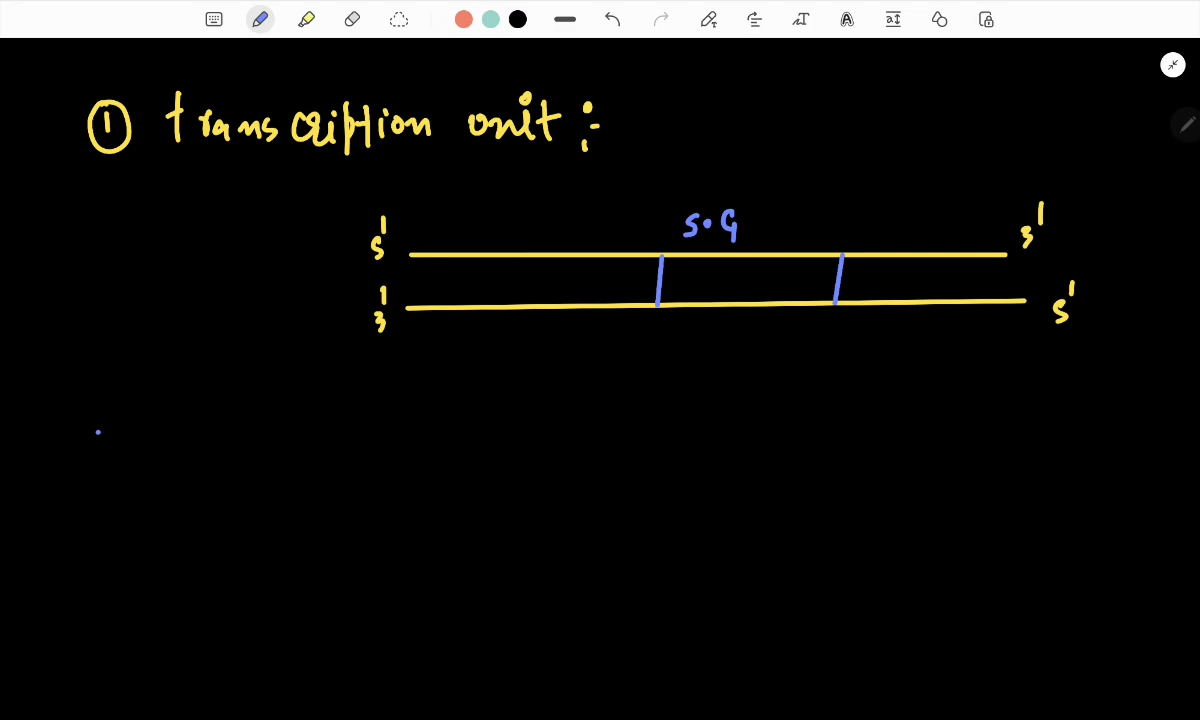 ① transcription unit :-
S.G
5' 3'
3' 5'